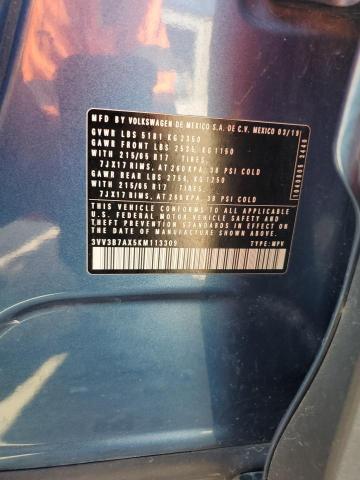 MFD BY VOLKSWAGEN DE MEXICO S.A. DE C.V. MEXICO 03/19
GVWR LBS 5181 KG2350
GAWR FRONT LBS 2535, KG1150
WITH 215/65 R17 TIRES,
7JX17 RIMS, AT 260KPA, 38 PSI COLD
GAWR REAR LBS 2756, KG1250
WITH 215/65 R17 TIRES,
7JX17 RIMS, AT 260KPA, 38 PSI COLD
THIS VEHICLE CONFORMS TO ALL APPLICABLE
U.S. FEDERAL MOTOR VEHICLE SAFETY AND
THEFT PREVENTION STANDARDS IN EFFECT ON
THE DATE OF MANUFACTURE SHOWN ABOVE.
3VV3B7AX5KM113309 TYPE: MPV